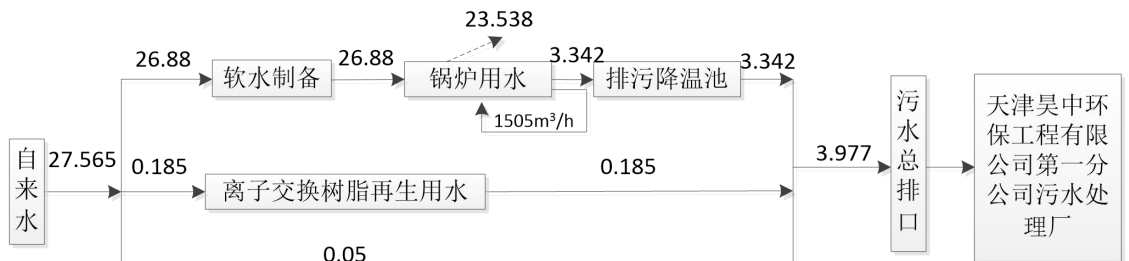 23.538
26.88
软水制备
26.88
锅炉用水
3.342
排污降温池
3.342
1505m³/h
自来水
27.565
0.185
离子交换树脂再生用水
0.185
0.05
3.977
污水总排口
天津昊中环
保工程有限
公司第一分
公司污水处
理厂